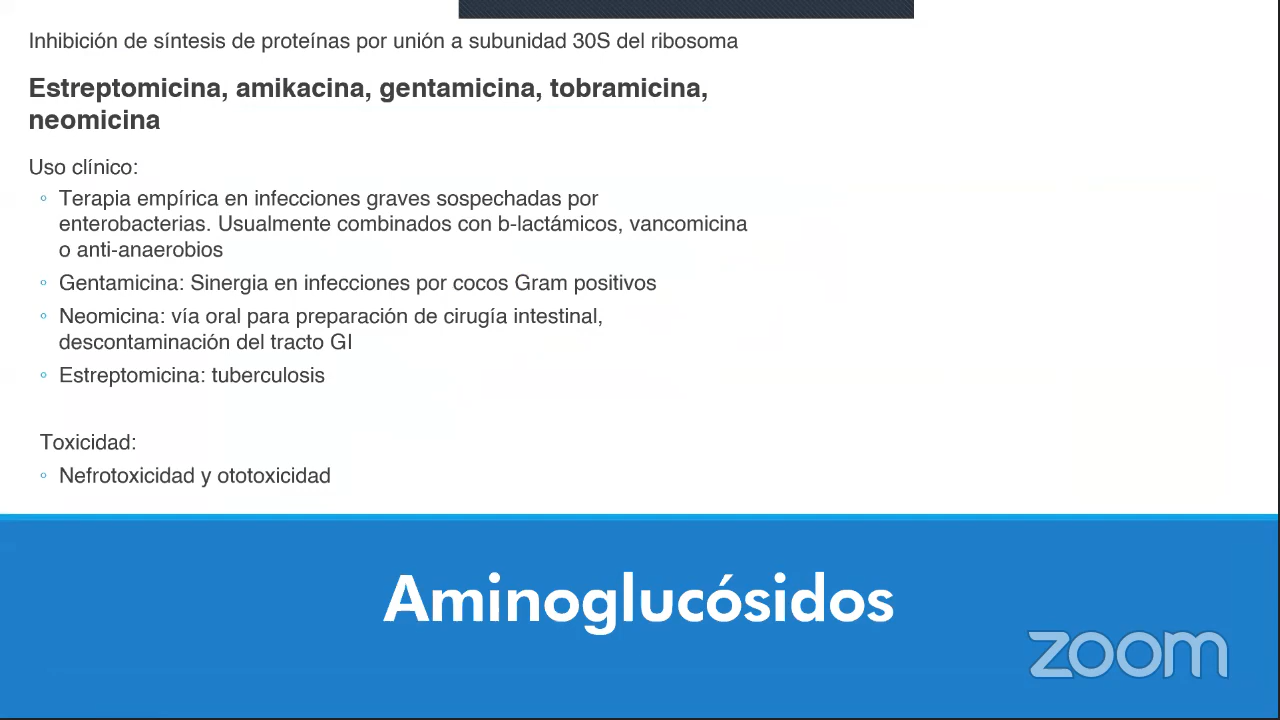 Inhibición de síntesis de proteínas por unión a subunidad 30S del ribosoma
Estreptomicina, amikacina, gentamicina, tobramicina,
neomicina
Uso clínico:
◦ Terapia empírica en infecciones graves sospechadas por
enterobacterias. Usualmente combinados con b-lactámicos, vancomicina
o anti-anaerobios
◦ Gentamicina: Sinergia en infecciones por cocos Gram positivos
◦ Neomicina: vía oral para preparación de cirugía intestinal,
descontaminación del tracto GI
◦ Estreptomicina: tuberculosis
Toxicidad:
◦ Nefrotoxicidad y ototoxicidad
Aminoglucósidos
zoom